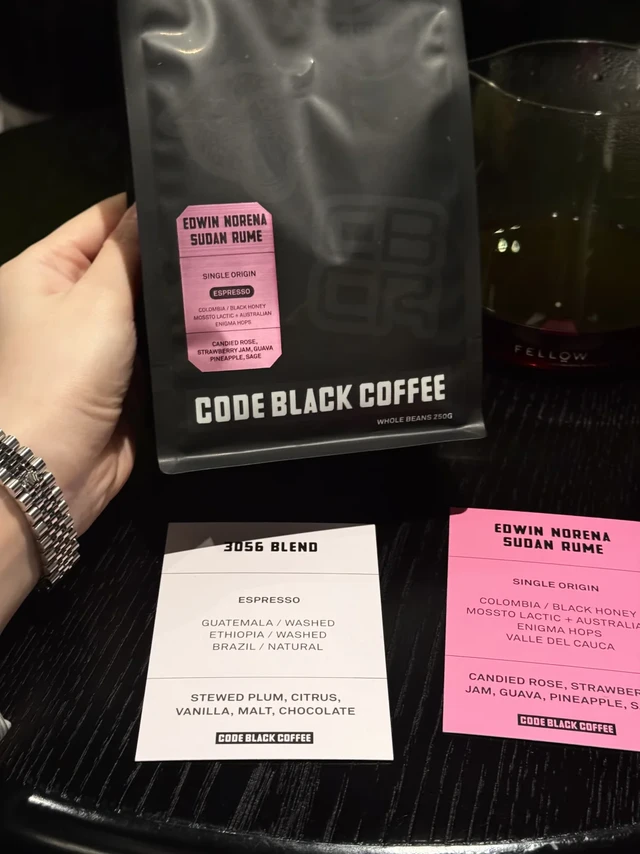 EDWIN NORENA
SUDAN RUME
SINGLE ORIGIN
ESPRESSO
COLOMBIA / BLACK HONEY
MOSSTO LACTIC + AUSTRALIAN
ENIGMA HOPS
CANDIED ROSE,
STRAWBERRY JAM, GUAVA
PINEAPPLE, SAGE
CODE BLACK COFFEE
WHOLE BEANS 250G
FELLOW
3056 BLEND
ESPRESSO
GUATEMALA / WASHED
ETHIOPIA / WASHED
BRAZIL / NATURAL
STEWED PLUM, CITRUS,
VANILLA, MALT, CHOCOLATE
CODE BLACK COFFEE
EDWIN NORENA
SUDAN RUME
SINGLE ORIGIN
COLOMBIA / BLACK HONEY
MOSSTO LACTIC +
ENIGMA HOPS
VALLE DEL CAUCA
CANDIED ROSE,
JAM, GUAVA, PINEAPPLE,
CODE BLACK COFFEE